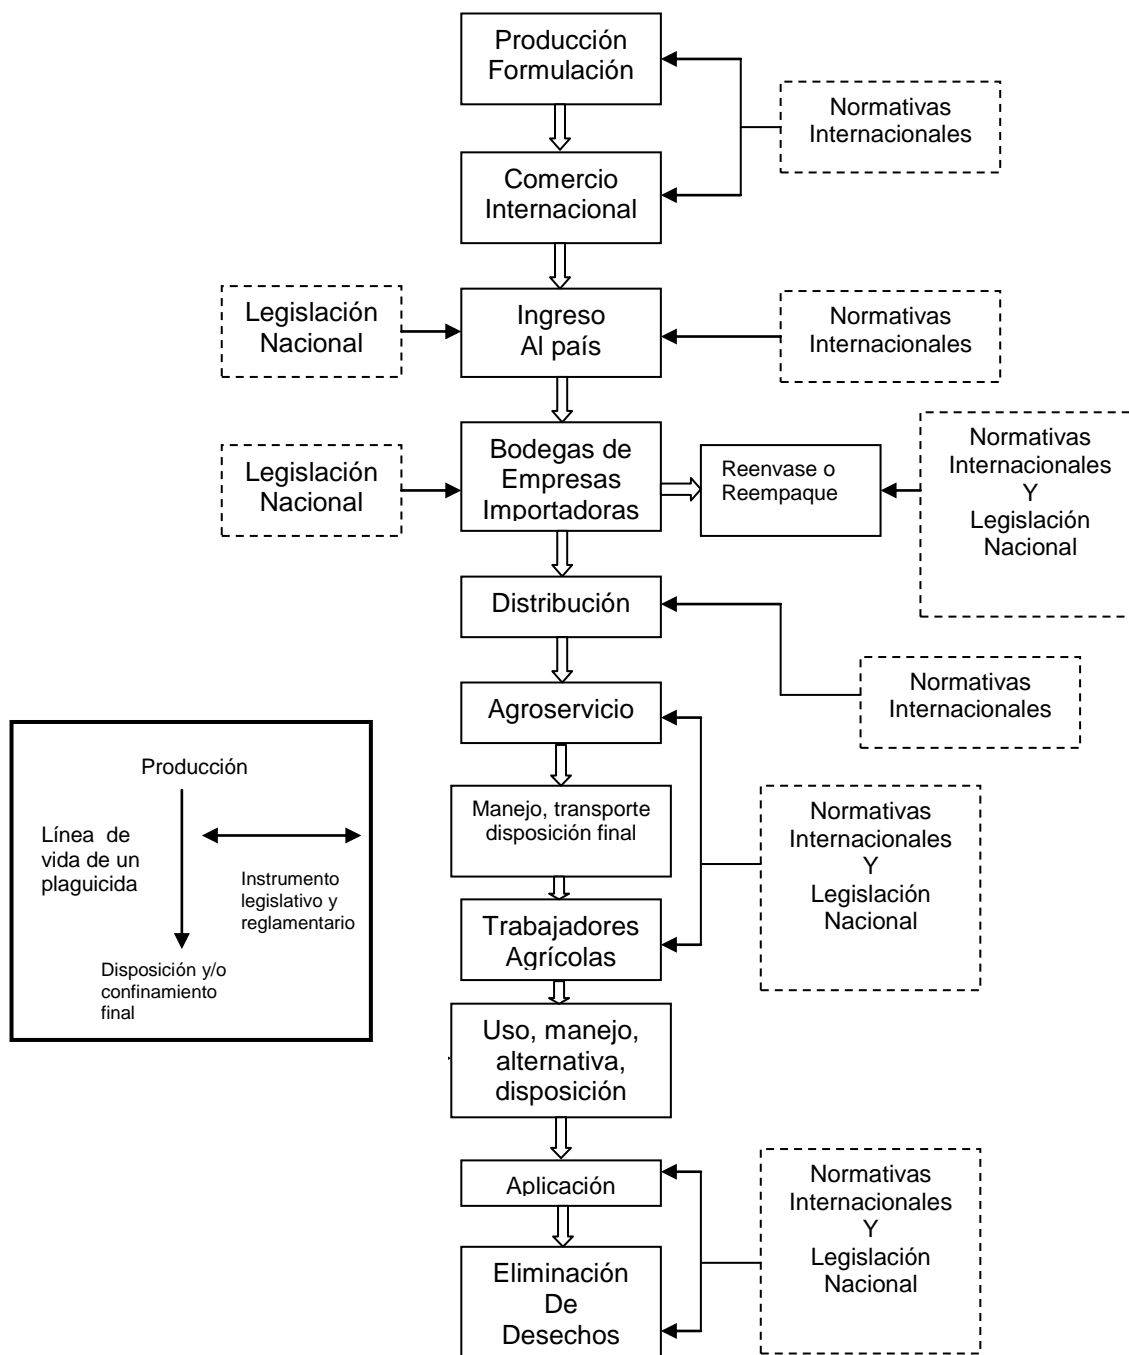 Producción
Formulación
Normativas
Internacionales
Comercio
Internacional
Legislación
Nacional
Ingreso
Al país
Normativas
Internacionales
Legislación
Nacional
Bodegas de
Empresas
Importadoras
Reenvase o
Reempaque
Normativas
Internacionales
Y
Legislación
Nacional
Distribución
Normativas
Internacionales
Agroservicio
Manejo, transporte
disposición final
Normativas
Internacionales
Y
Legislación
Nacional
Trabajadores
Agrícolas
Producción
Línea de
vida de un
plaguicida
Instrumento
legislativo y
reglamentario
Disposición y/o
confinamiento
final
Uso, manejo,
alternativa,
disposición
Aplicación
Normativas
Internacionales
Y
Legislación
Nacional
Eliminación
De
Desechos